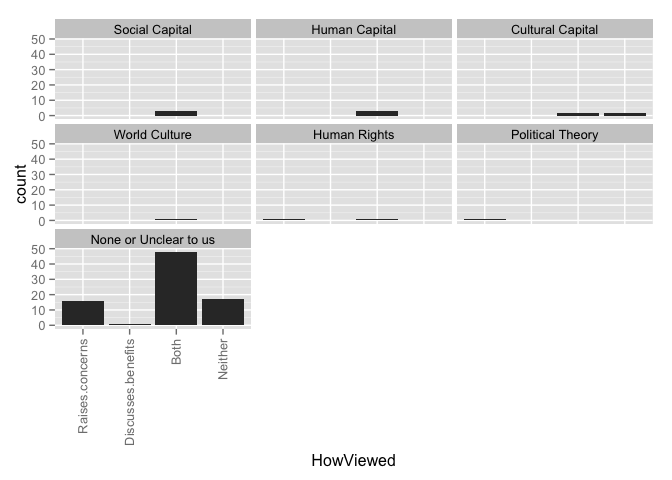 Social Capital
Human Capital
Cultural Capital
50
40
30
20
10
0
World Culture
Human Rights
Political Theory
50
40
30
20
10
0
count
None or Unclear to us
50
40
30
20
10
0
Raises.concerns
Discusses.benefits
Both
Neither
HowViewed